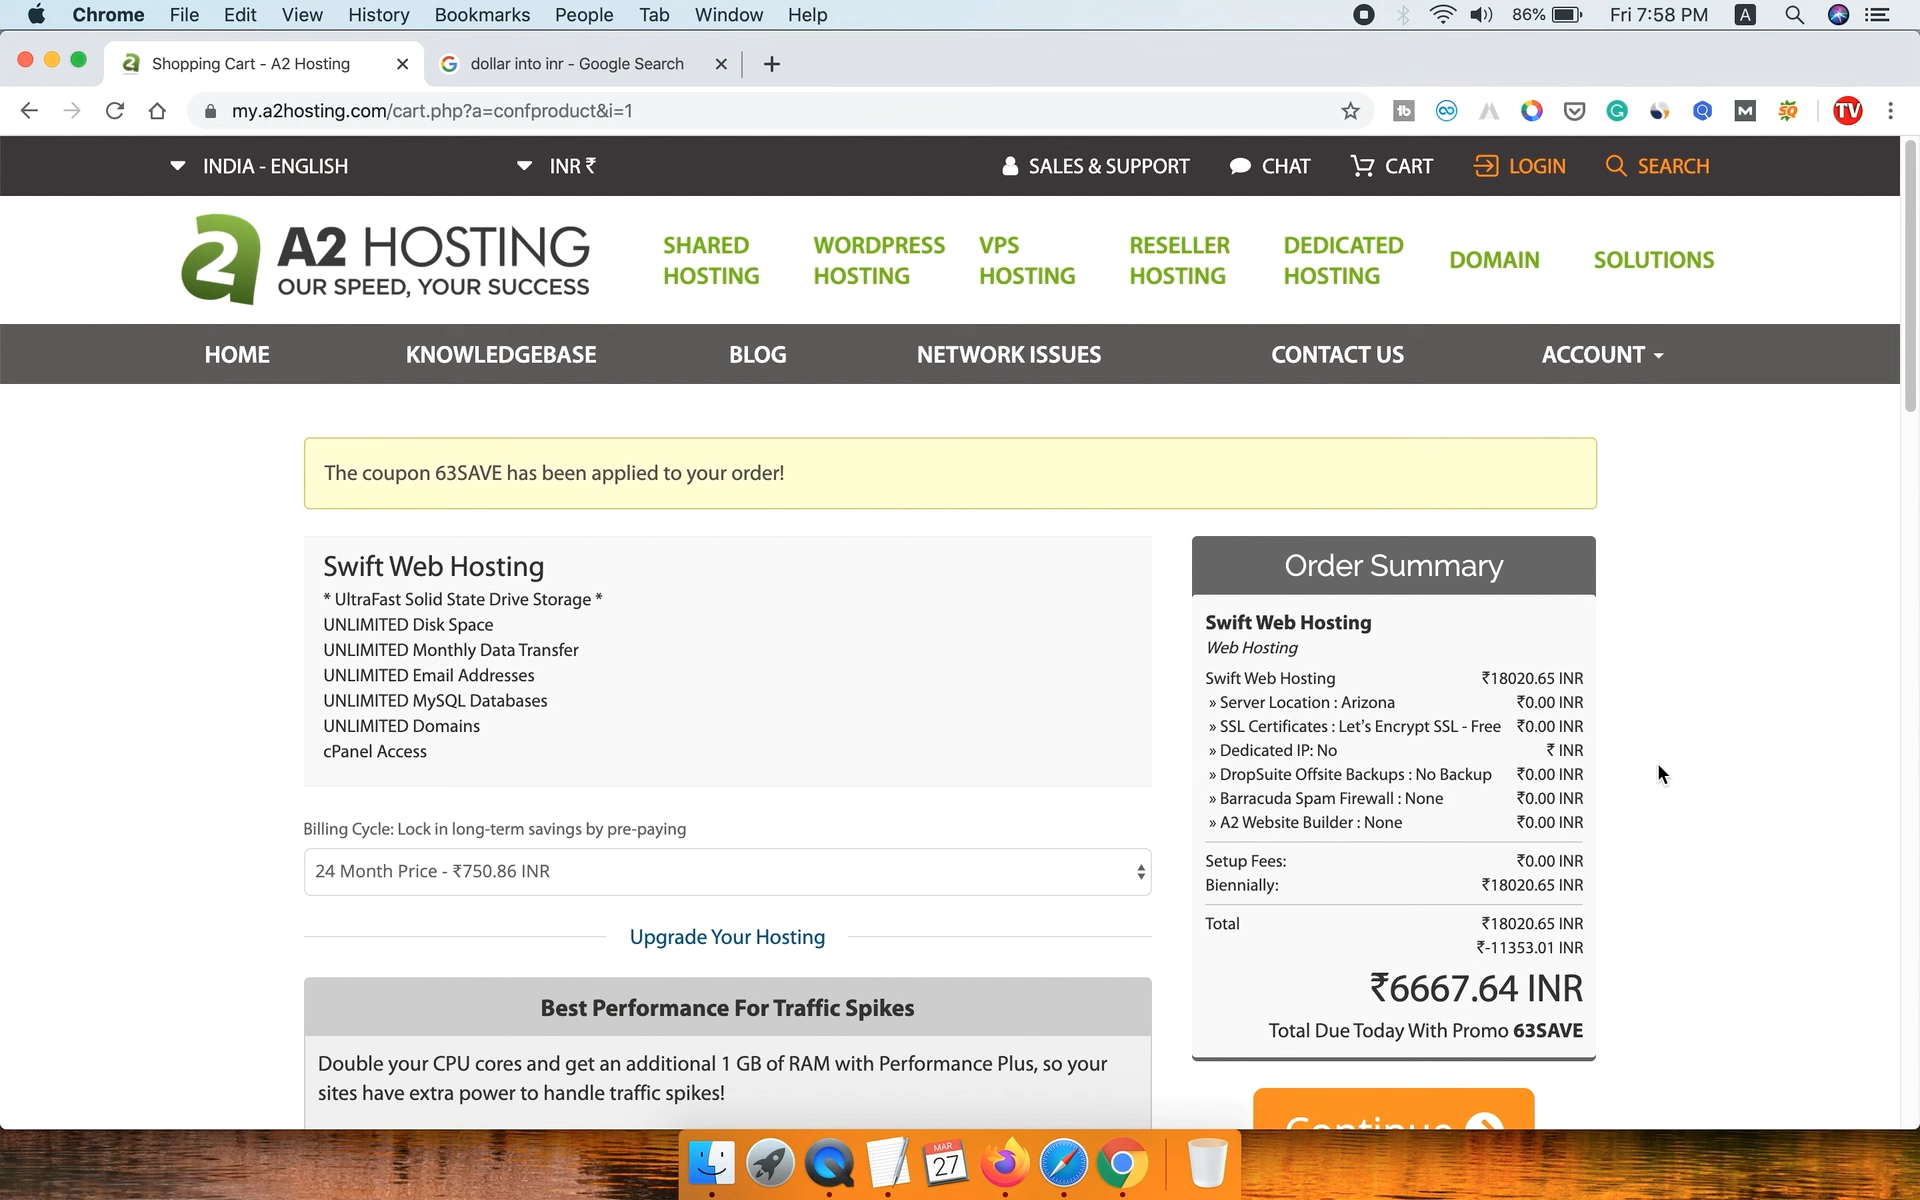 Chrome File Edit View History Bookmarks People Tab Window Help 86% Fri 7:58 PM A
Shopping Cart - A2 Hosting
dollar into inr - Google Search
my.a2hosting.com/cart.php?a=confproduct&i=1
TV
INDIA - ENGLISH INR ₹ SALES & SUPPORT CHAT CART LOGIN SEARCH
A2 HOSTING
OUR SPEED, YOUR SUCCESS
SHARED HOSTING
WORDPRESS HOSTING
VPS HOSTING
RESELLER HOSTING
DEDICATED HOSTING
DOMAIN
SOLUTIONS
HOME KNOWLEDGEBASE BLOG NETWORK ISSUES CONTACT US ACCOUNT
The coupon 63SAVE has been applied to your order!
Swift Web Hosting
* UltraFast Solid State Drive Storage *
UNLIMITED Disk Space
UNLIMITED Monthly Data Transfer
UNLIMITED Email Addresses
UNLIMITED MySQL Databases
UNLIMITED Domains
cPanel Access
Billing Cycle: Lock in long-term savings by pre-paying
24 Month Price - ₹750.86 INR
Upgrade Your Hosting
Best Performance For Traffic Spikes
Double your CPU cores and get an additional 1 GB of RAM with Performance Plus, so your
sites have extra power to handle traffic spikes!
Order Summary
Swift Web Hosting
Web Hosting
Swift Web Hosting ₹18020.65 INR
» Server Location : Arizona ₹0.00 INR
» SSL Certificates : Let's Encrypt SSL - Free ₹0.00 INR
» Dedicated IP: No ₹ INR
» DropSuite Offsite Backups : No Backup ₹0.00 INR
» Barracuda Spam Firewall : None ₹0.00 INR
» A2 Website Builder : None ₹0.00 INR
Setup Fees: ₹0.00 INR
Biennially: ₹18020.65 INR
Total ₹18020.65 INR
₹-11353.01 INR
₹6667.64 INR
Total Due Today With Promo 63SAVE
Continue
MAR
27